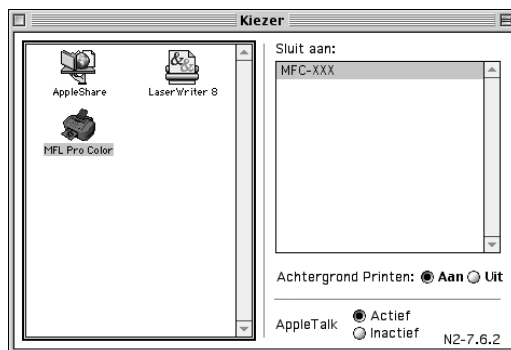 Kiezer
AppleShare
LaserWriter 8
MFL Pro Color
Sluit aan:
MFC-XXX
Achtergrond Printen: Aan Uit
AppleTalk
Actief
Inactief
N2-7.6.2